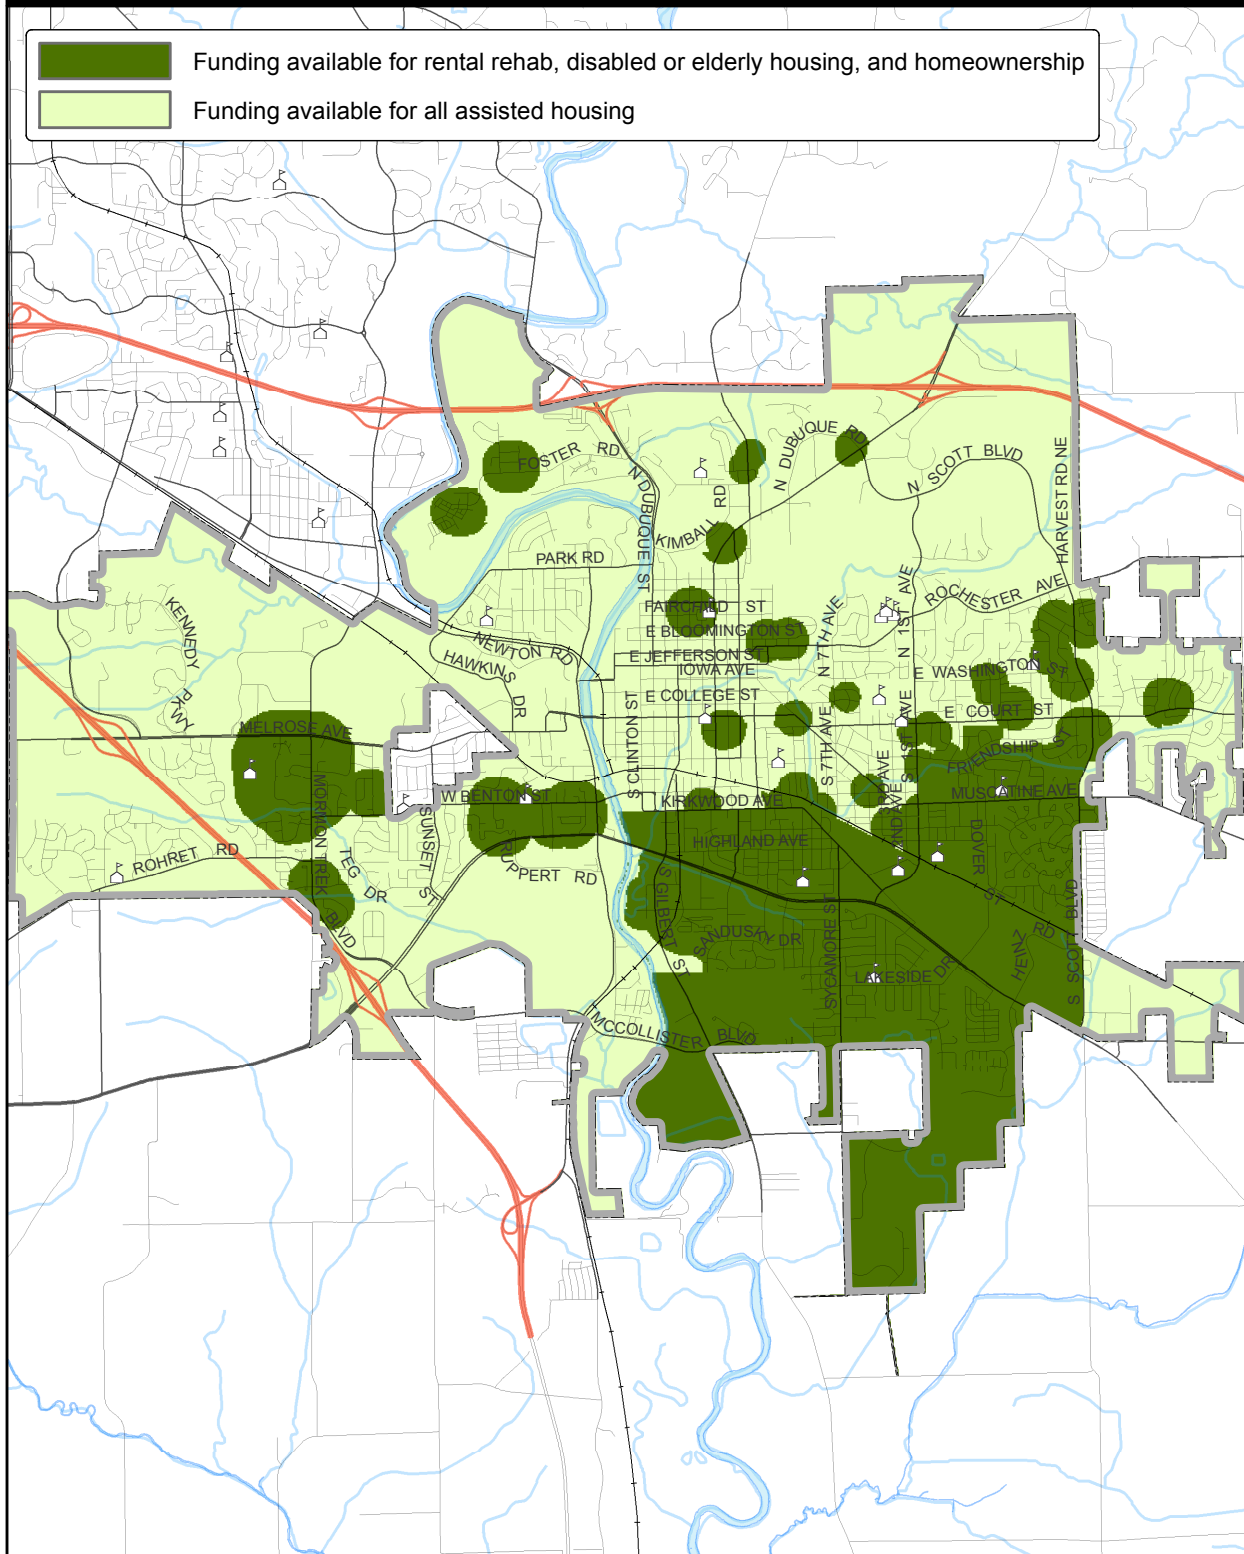 Funding available for rental rehab, disabled or elderly housing, and homeownership
Funding available for all assisted housing
FOSTER RD
N DUBUQUE ST
N DUBUQUE RD
N SCOTT BLVD
HARVEST RD NE
KIMBALL RD
PARK RD
ROCHESTER AVE
N 1ST AVE
N 7TH AVE
FAIRCHILD ST
E BLOOMINGTON ST
E JEFFERSON ST
IOWA AVE
E COLLEGE ST
E WASHINGTON ST
E COURT ST
KENNEDY PKWY
NEWTON RD
HAWKINS DR
MELROSE AVE
S CLINTON ST
S 7TH AVE
S 1ST AVE
FRIENDSHIP ST
MUSCATINE AVE
W BENTON ST
KIRKWOOD AVE
HIGHLAND AVE
MORMON TREK BLVD
SUNSET ST
TEG DR
ROHRET RD
RUPPERT RD
DOVER ST
S GILBERT ST
SANDUSKY DR
SYCAMORE ST
LAKESIDE DR
HEINZ RD
S SCOTT BLVD
MCCOLLISTER BLVD